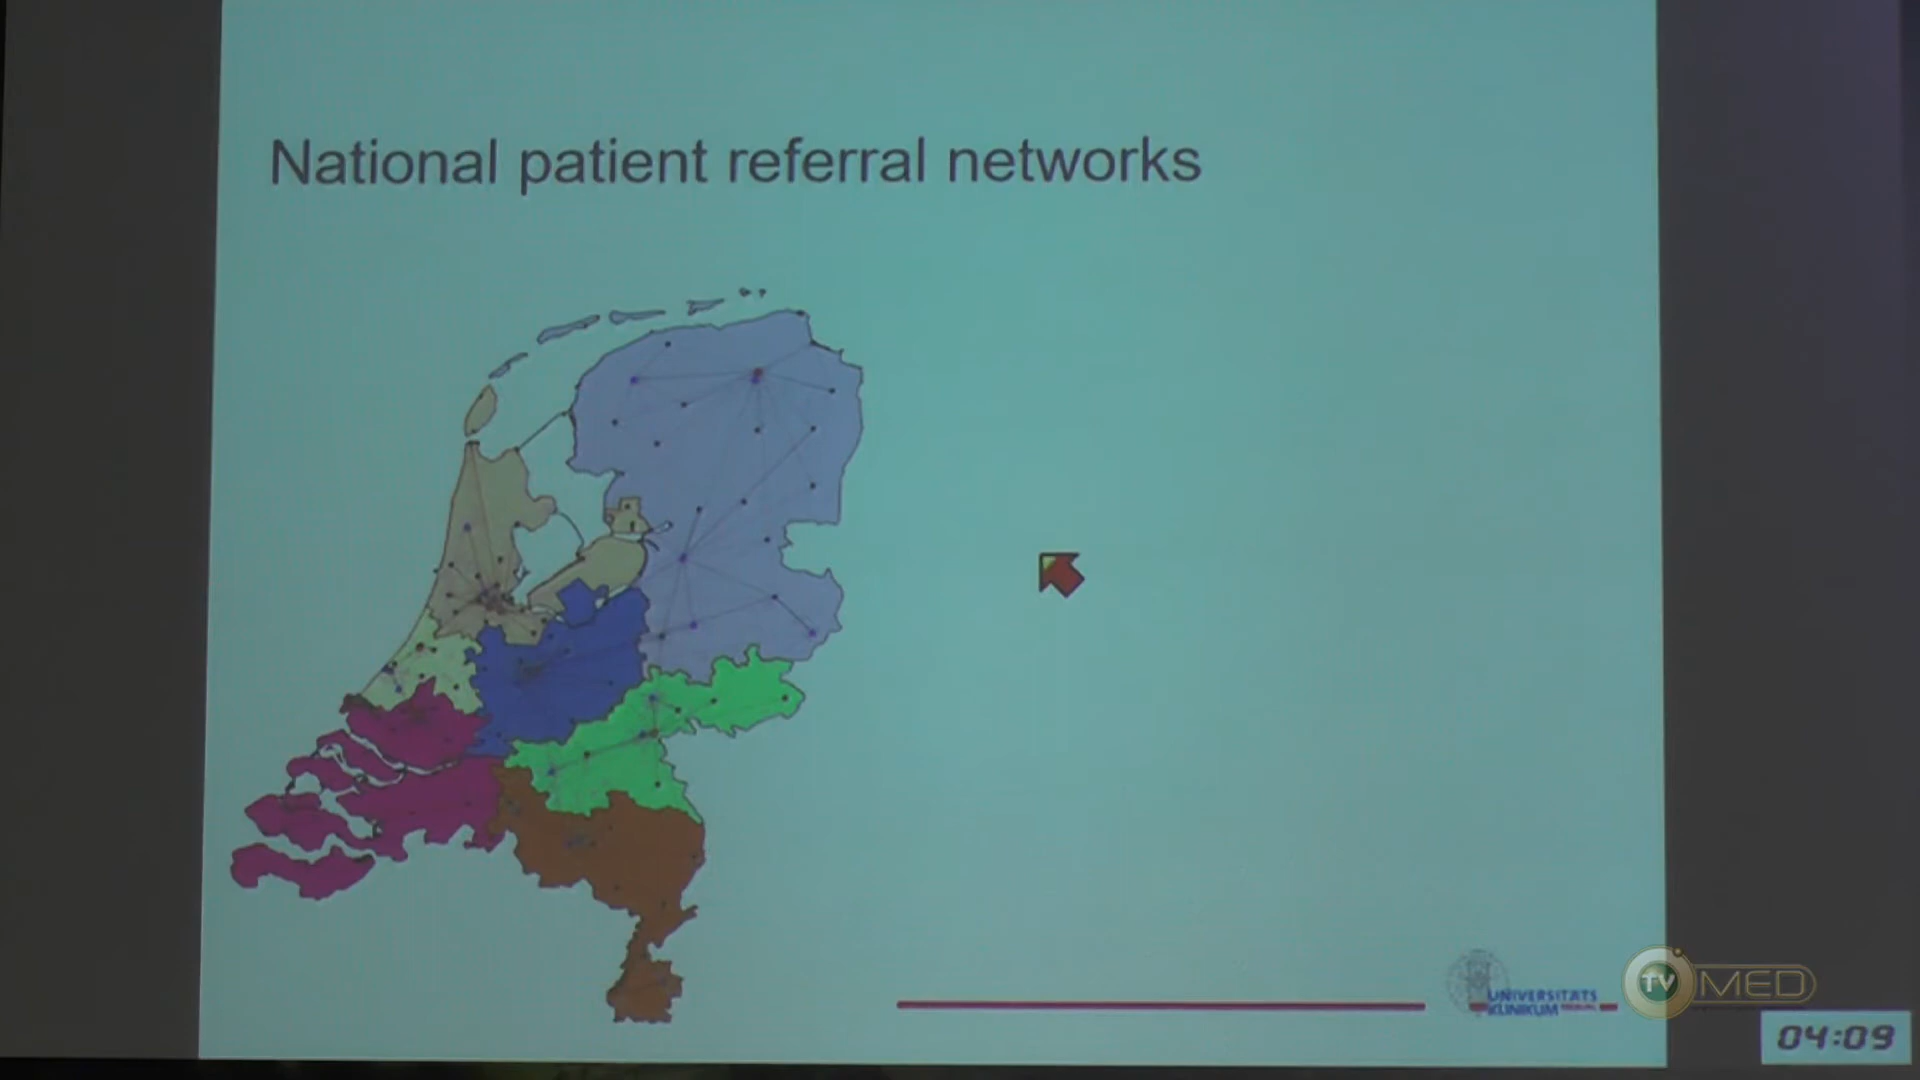 National patient referral networks
UNIVERSITÄTS
KLINIKUM
TV MED
04:09